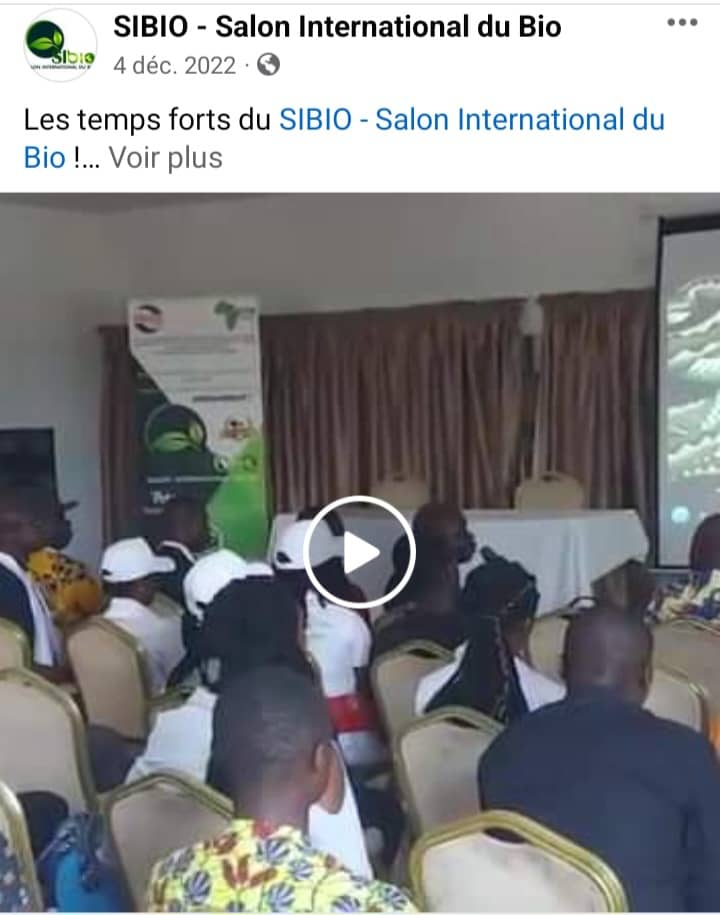 SIBIO - Salon International du Bio
4 déc. 2022 ·
Les temps forts du SIBIO - Salon International du
Bio !... Voir plus
sibio